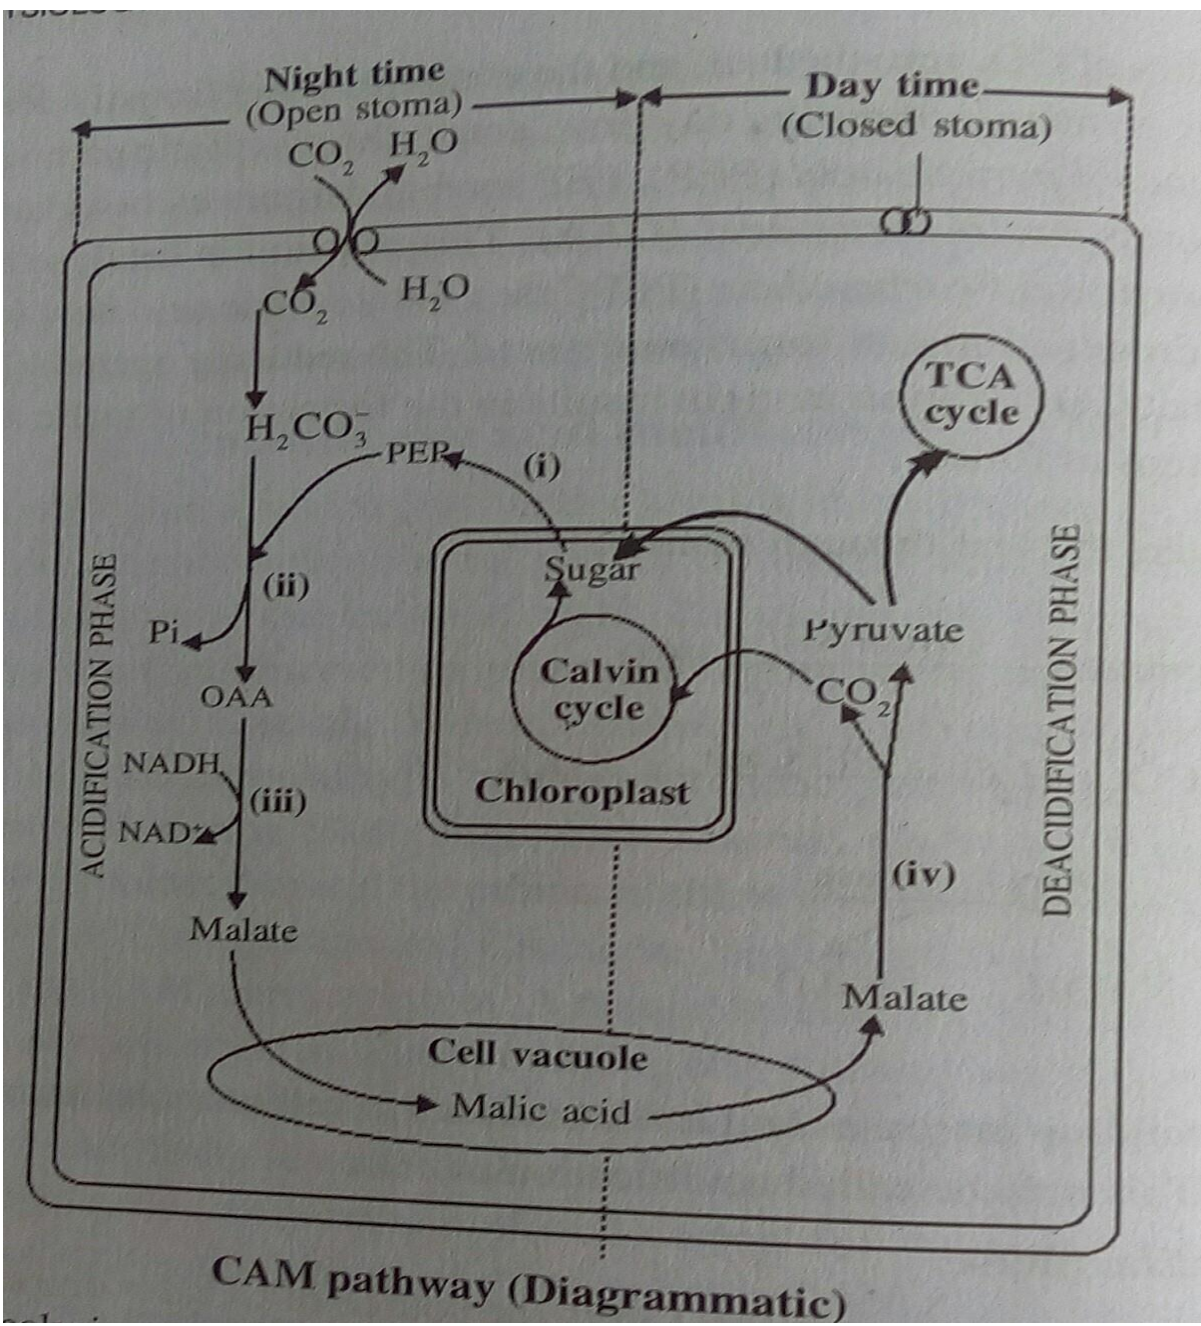 Night time
(Open stoma)
Day time
(Closed stoma)
CO₂ H₂O
CO₂ H₂O
H₂CO₃⁻
PEP
(i)
TCA
cycle
ACIDIFICATION PHASE
(ii)
Pi
OAA
NADH
(iii)
NAD⁺
Malate
Sugar
Calvin
cycle
Chloroplast
Pyruvate
CO₂
(iv)
Malate
DEACIDIFICATION PHASE
Cell vacuole
Malic acid
CAM pathway (Diagrammatic)